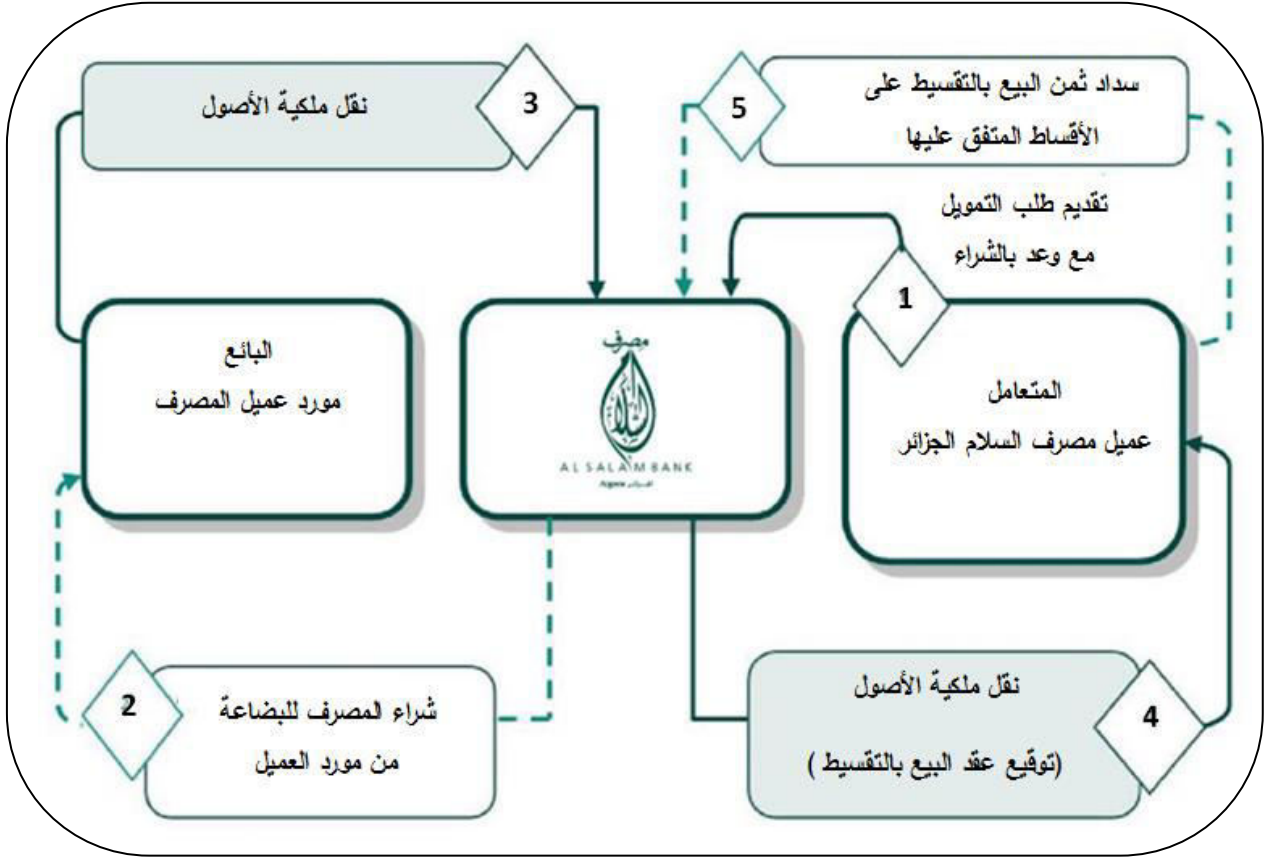 نقل ملكية الأصول
3
5
سداد ثمن البيع بالتقسيط على
الأقساط المتفق عليها
تقديم طلب التمويل
مع وعد بالشراء
1
البائع
مورد عميل المصرف
مصرف
السلام
AL SALAM BANK
المتعامل
عميل مصرف السلام الجزائر
2
شراء المصرف للبضاعة
من مورد العميل
نقل ملكية الأصول
(توقيع عقد البيع بالتقسيط )
4